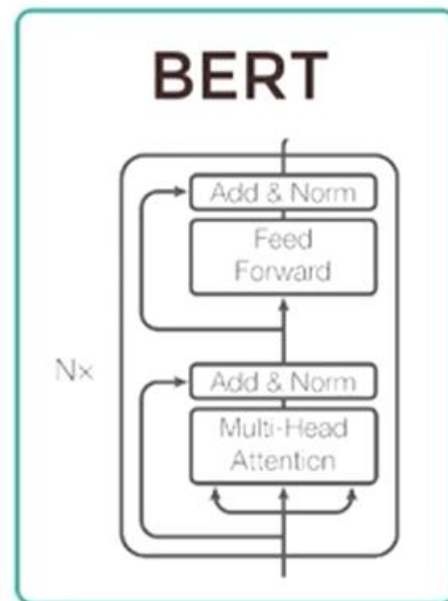 BERT
Add & Norm
Feed
Forward
Nx
Add & Norm
Multi-Head
Attention